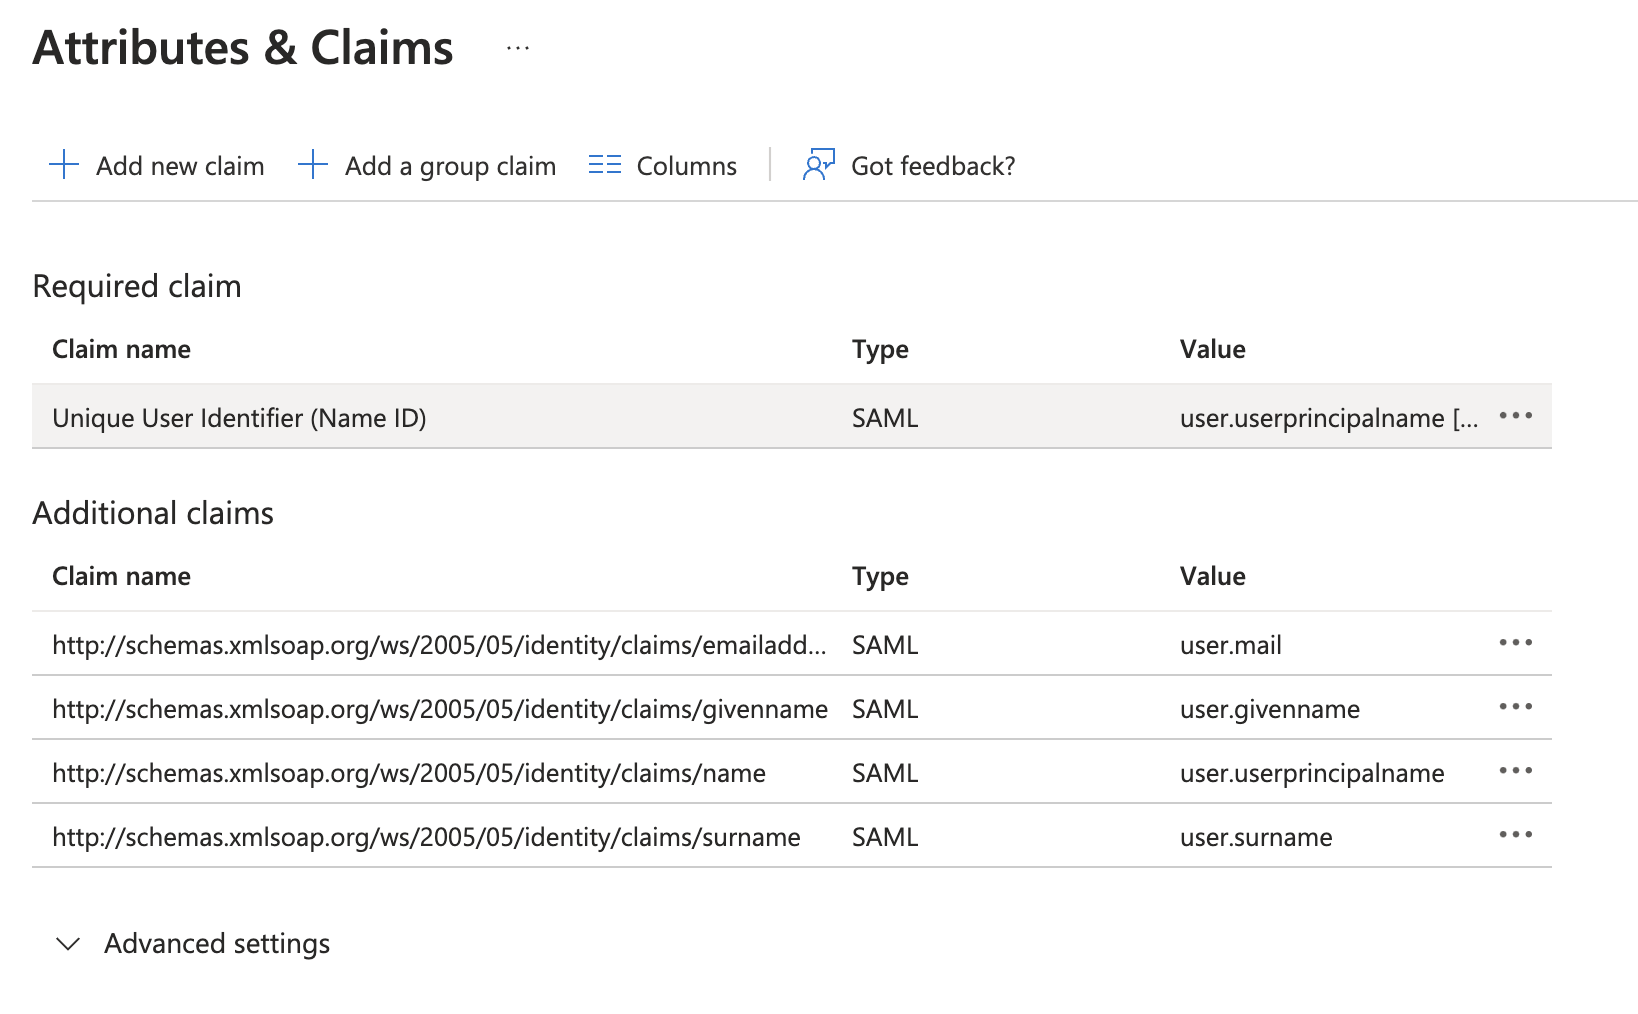 Attributes & Claims ...
Add new claim Add a group claim Columns Got feedback?
Required claim
Claim name Type Value
Unique User Identifier (Name ID) SAML user.userprincipalname [...
Additional claims
Claim name Type Value
http://schemas.xmlsoap.org/ws/2005/05/identity/claims/emailadd... SAML user.mail
http://schemas.xmlsoap.org/ws/2005/05/identity/claims/givenname SAML user.givenname
http://schemas.xmlsoap.org/ws/2005/05/identity/claims/name SAML user.userprincipalname
http://schemas.xmlsoap.org/ws/2005/05/identity/claims/surname SAML user.surname
Advanced settings